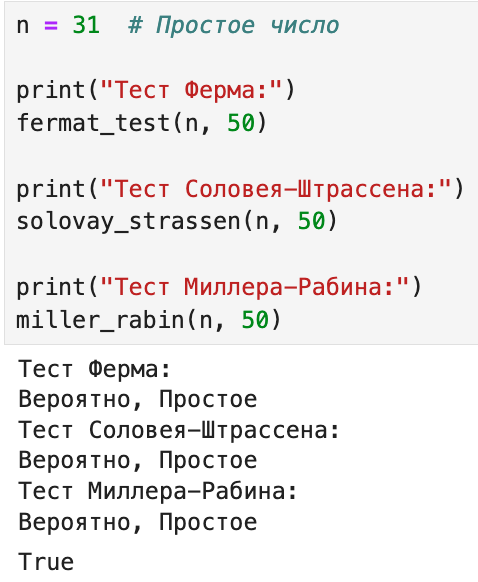 n = 31  # Простое число
print("Тест Ферма:")
fermat_test(n, 50)
print("Тест Соловея-Штрассена:")
solovay_strassen(n, 50)
print("Тест Миллера-Рабина:")
miller_rabin(n, 50)
Тест Ферма:
Вероятно, Простое
Тест Соловея-Штрассена:
Вероятно, Простое
Тест Миллера-Рабина:
Вероятно, Простое
True